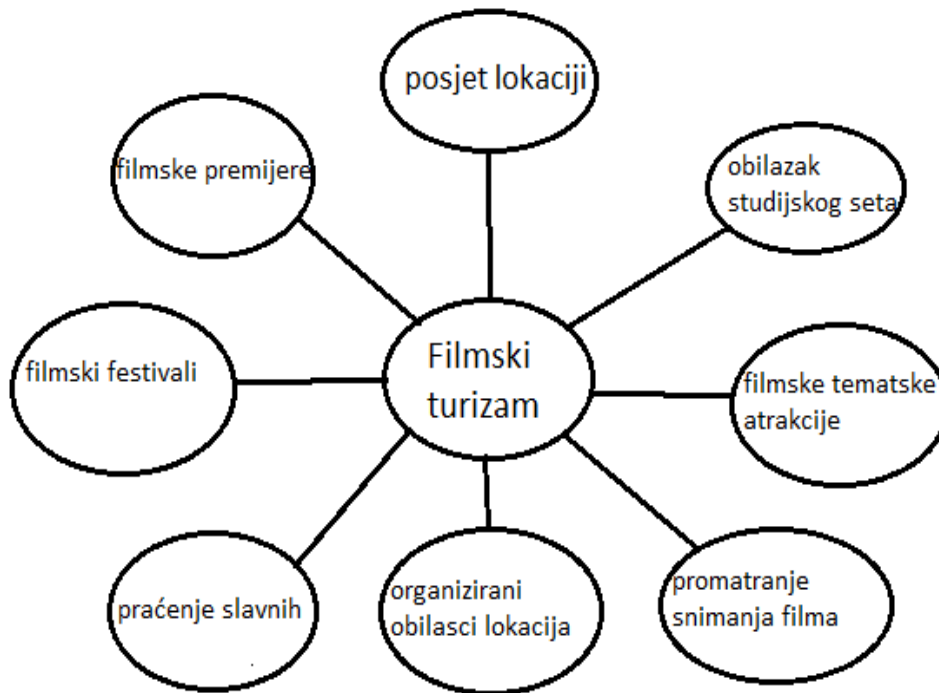 posjet lokaciji
filmske premijere
obilazak
studijskog seta
filmski festivali
Filmski
turizam
filmske tematske
atrakcije
praćenje slavnih
organizirani
obilasci lokacija
promatranje
snimanja filma